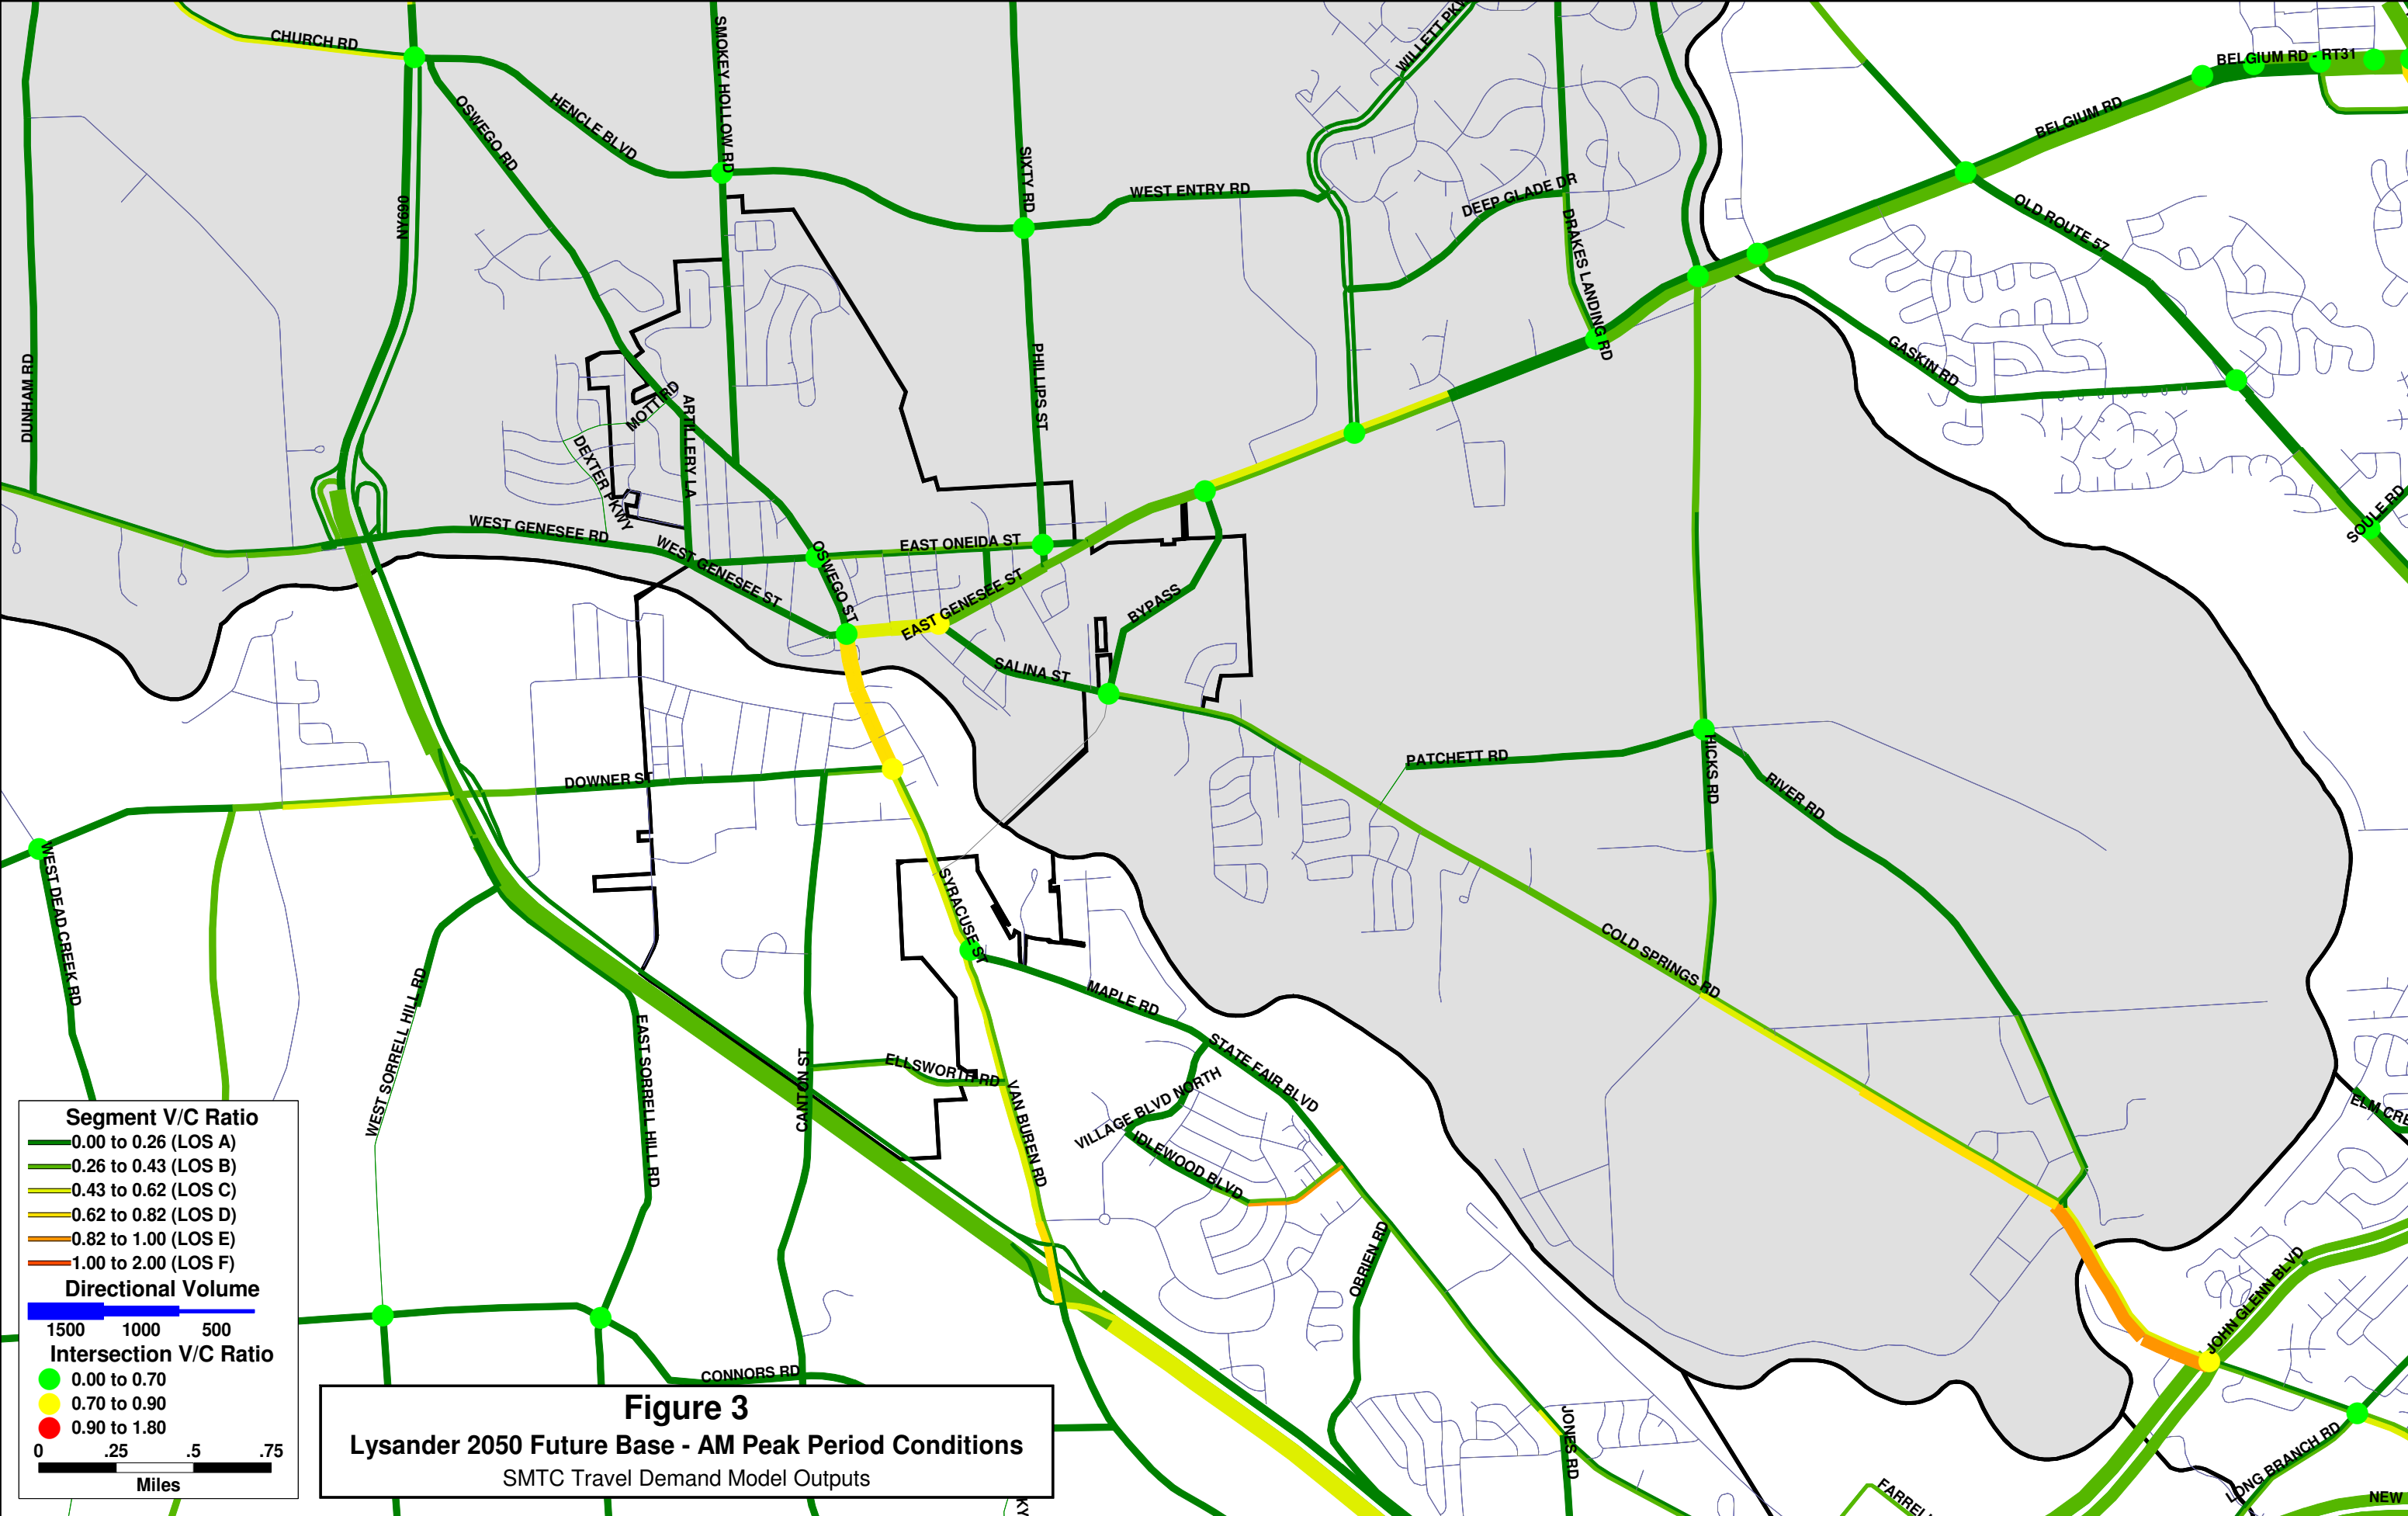 CHURCH RD
SMOKEY HOLLOW RD
WILLETT PKWY
BELGIUM RD - RT31
OSWEGO RD
HENCLE BLVD
BELGIUM RD
NY690
SIXTY RD
WEST ENTRY RD
DEEP GLADE DR
DRAKES LANDING RD
OLD ROUTE 57
DUNHAM RD
MOTT RD
ARTILLERY LA
DEXTER PKWY
PHILLIPS ST
GASKIN RD
SOULE RD
WEST GENESEE RD
WEST GENESEE ST
OSWEGO ST
EAST ONEIDA ST
EAST GENESEE ST
BYPASS
SALINA ST
DOWNER ST
PATCHETT RD
HICKS RD
RIVER RD
WEST DEAD CREEK RD
SYRACUSE ST
COLD SPRINGS RD
WEST SORRELL HILL RD
EAST SORRELL HILL RD
CANTON ST
ELLSWORTH RD
VAN BUREN RD
MAPLE RD
STATE FAIR BLVD
VILLAGE BLVD NORTH
IDLEWOOD BLVD
OBRIEN RD
ELM CRE
JOHN GLENN BLVD
CONNORS RD
JONES RD
LONG BRANCH RD
FARREL
NEW
KY
Segment V/C Ratio
0.00 to 0.26 (LOS A)
0.26 to 0.43 (LOS B)
0.43 to 0.62 (LOS C)
0.62 to 0.82 (LOS D)
0.82 to 1.00 (LOS E)
1.00 to 2.00 (LOS F)
Directional Volume
1500 1000 500
Intersection V/C Ratio
0.00 to 0.70
0.70 to 0.90
0.90 to 1.80
0 .25 .5 .75
Miles
Figure 3
Lysander 2050 Future Base - AM Peak Period Conditions
SMTC Travel Demand Model Outputs